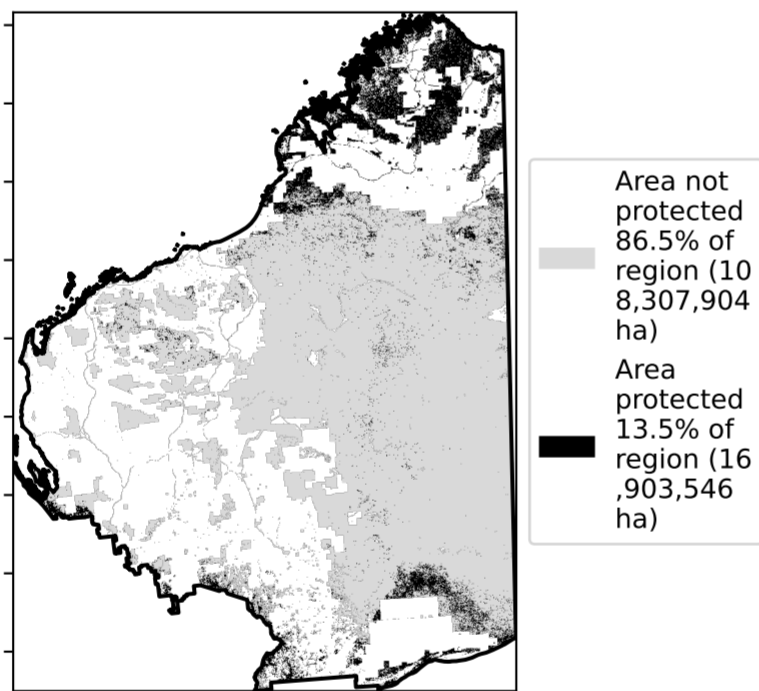 Area not
protected
86.5% of
region (10
8,307,904
ha)
Area
protected
13.5% of
region (16
,903,546
ha)